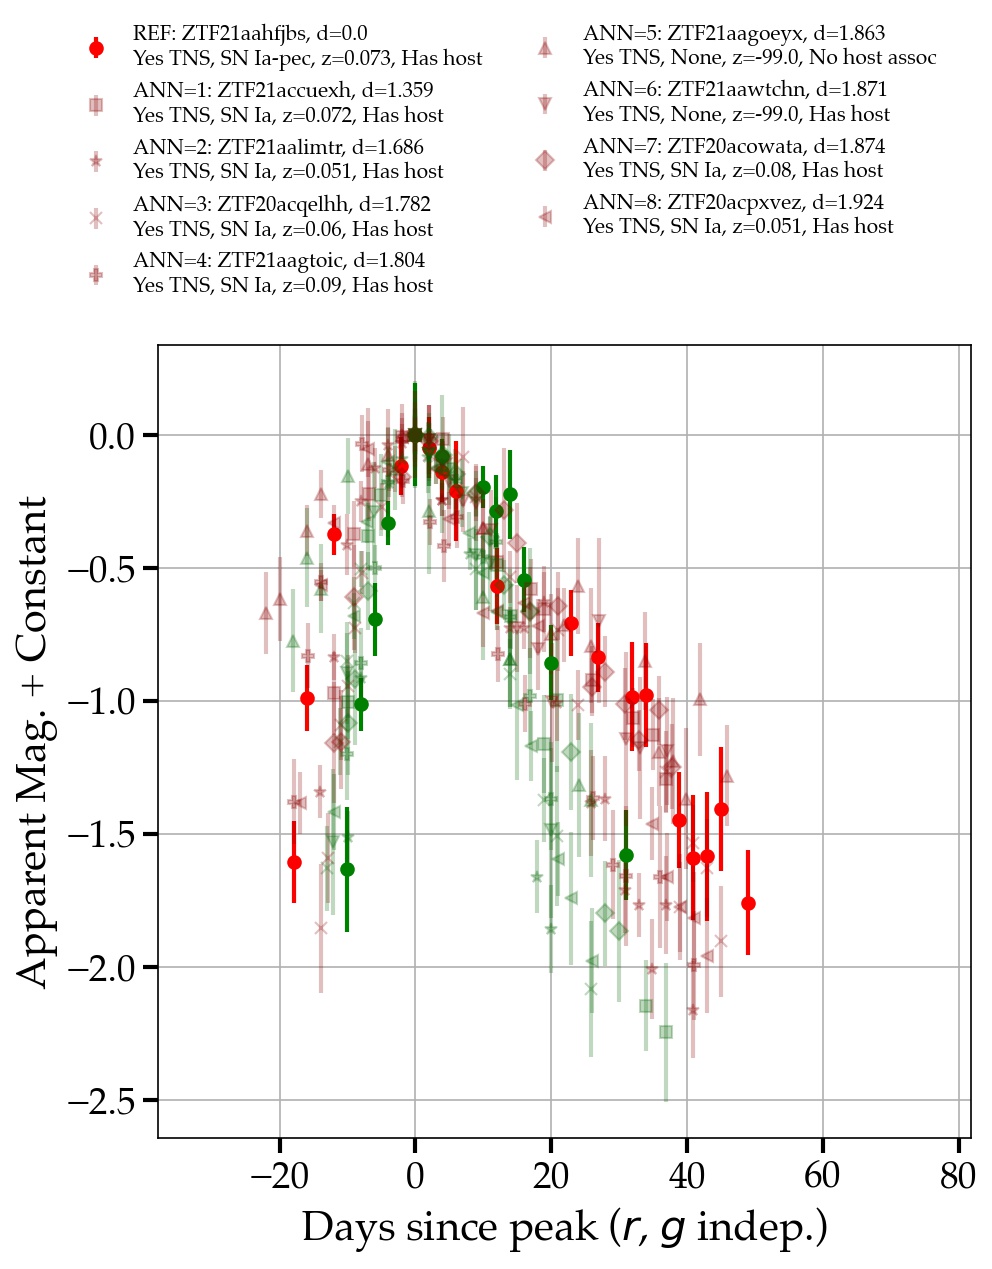 REF: ZTF21aahfjbs, d=0.0
Yes TNS, SN Ia-pec, z=0.073, Has host
ANN=1: ZTF21accuexh, d=1.359
Yes TNS, SN Ia, z=0.072, Has host
ANN=2: ZTF21aalimtr, d=1.686
Yes TNS, SN Ia, z=0.051, Has host
ANN=3: ZTF20acqelhh, d=1.782
Yes TNS, SN Ia, z=0.06, Has host
ANN=4: ZTF21aagtoic, d=1.804
Yes TNS, SN Ia, z=0.09, Has host
ANN=5: ZTF21aagoeyx, d=1.863
Yes TNS, None, z=-99.0, No host assoc
ANN=6: ZTF21aawtchn, d=1.871
Yes TNS, None, z=-99.0, Has host
ANN=7: ZTF20acowata, d=1.874
Yes TNS, SN Ia, z=0.08, Has host
ANN=8: ZTF20acpxvez, d=1.924
Yes TNS, SN Ia, z=0.051, Has host
Apparent Mag. + Constant
0.0
−0.5
−1.0
−1.5
−2.0
−2.5
−20 0 20 40 60 80
Days since peak (r, g indep.)